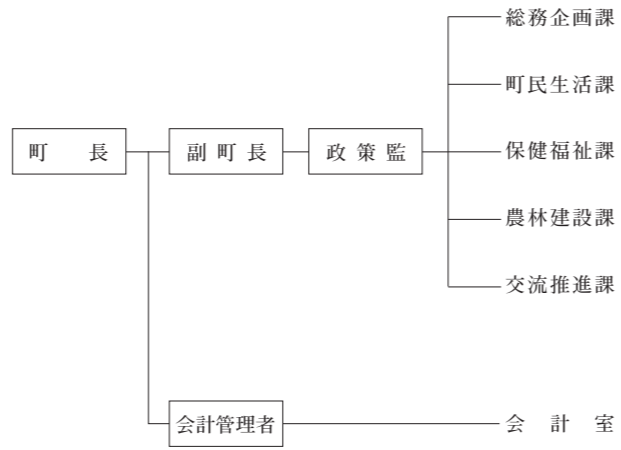 総務企画課
町民生活課
町長
副町長
政策監
保健福祉課
農林建設課
交流推進課
会計管理者
会計室